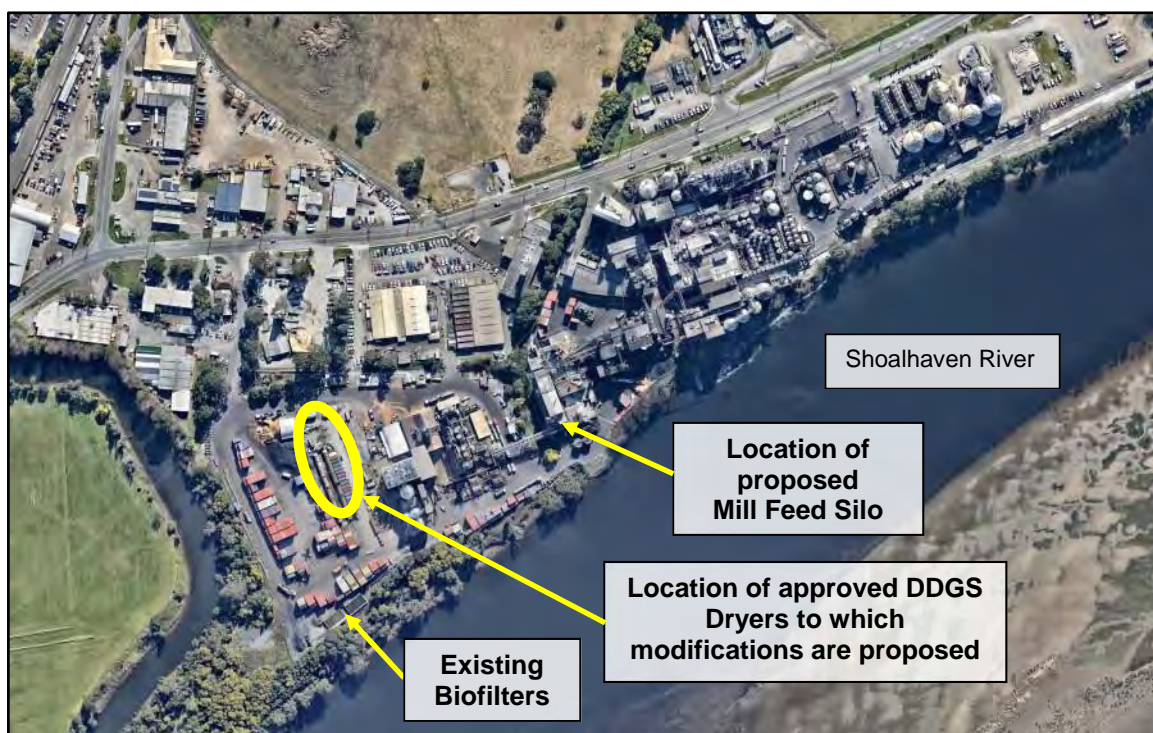 Shoalhaven River
Location of
proposed
Mill Feed Silo
Location of approved DDGS
Dryers to which
modifications are proposed
Existing
Biofilters